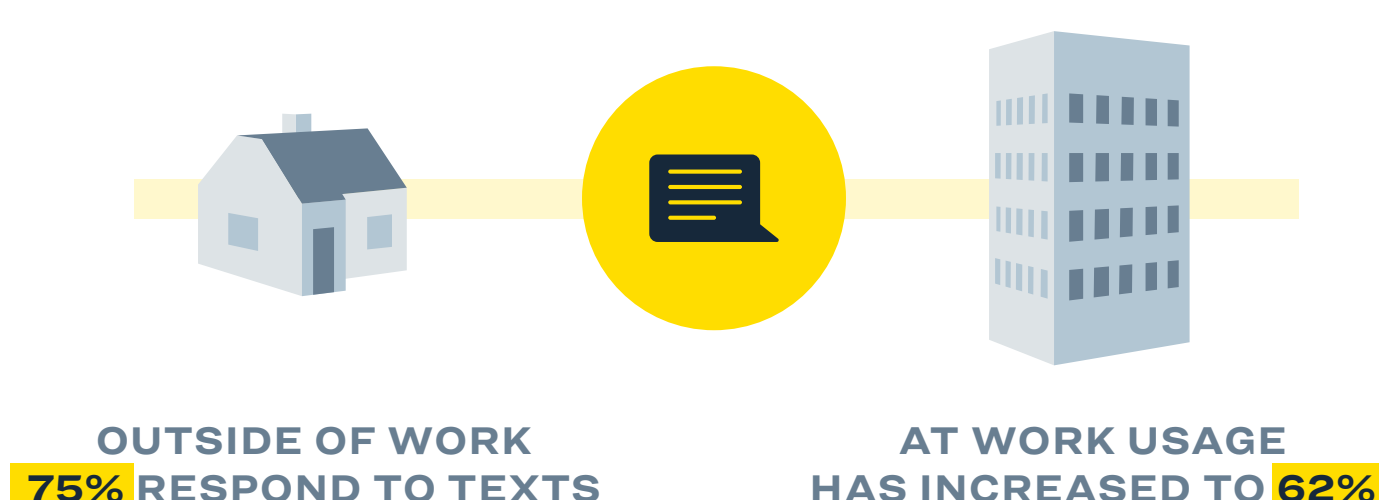 OUTSIDE OF WORK
75% RESPOND TO TEXTS
AT WORK USAGE
HAS INCREASED TO 62%